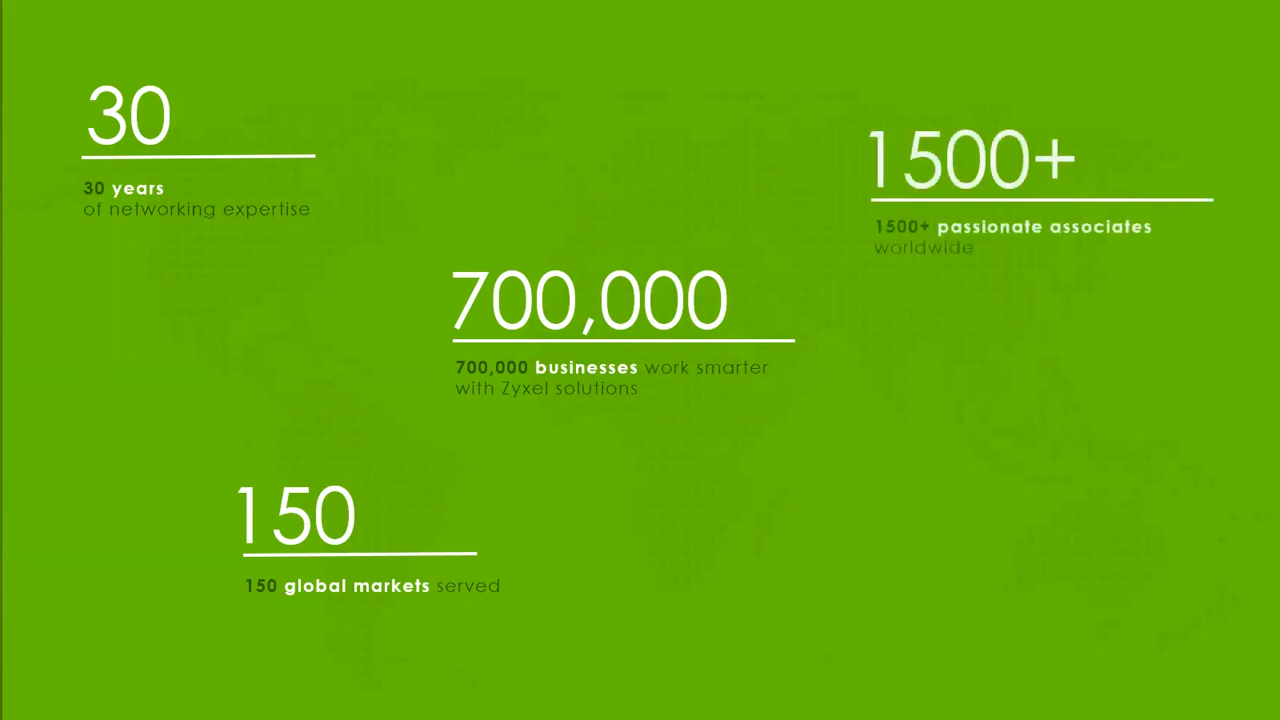 30
30 years
of networking expertise
1500+
1500+ passionate associates
worldwide
700,000
700,000 businesses work smarter
with Zyxel solutions
150
150 global markets served